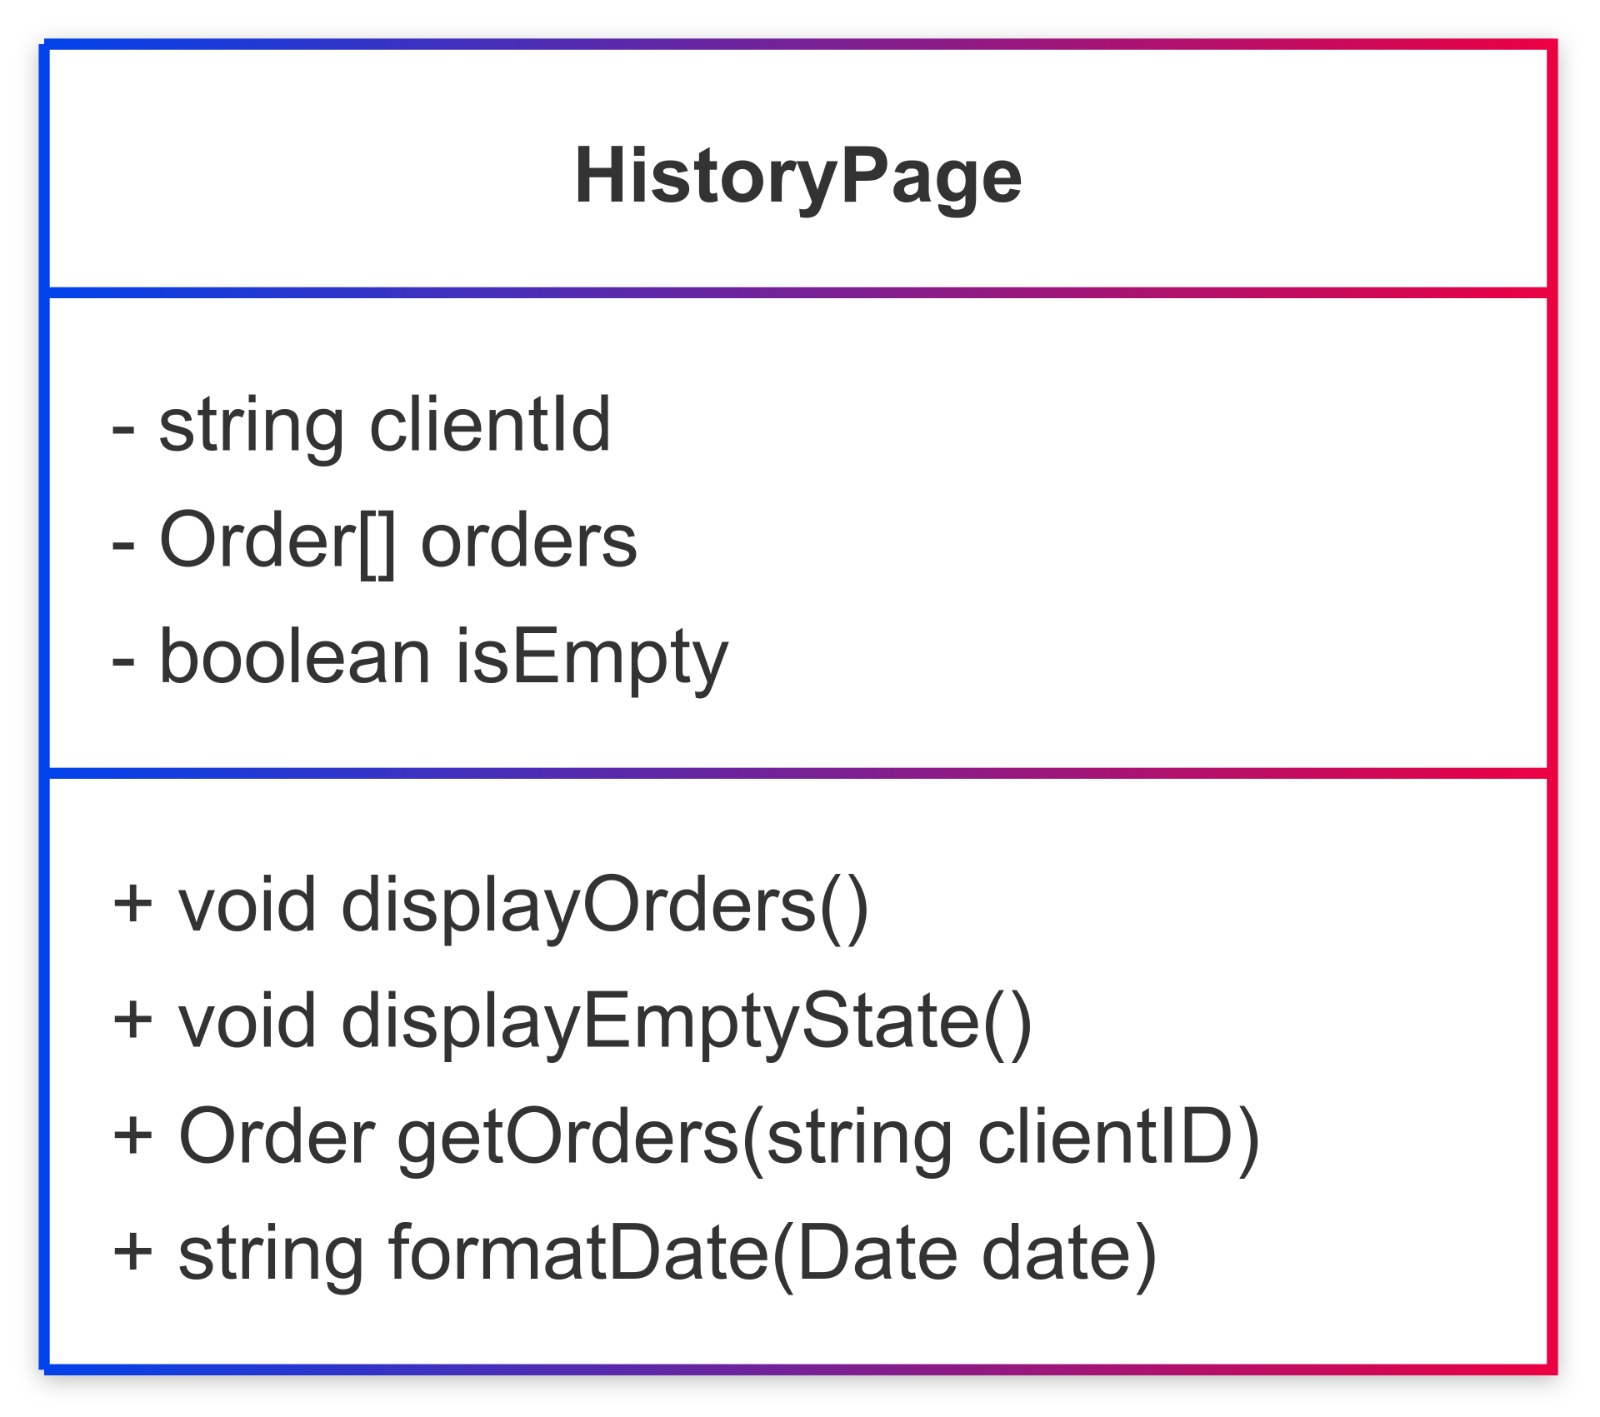 HistoryPage
- string clientId
- Order[] orders
- boolean isEmpty
+ void displayOrders()
+ void displayEmptyState()
+ Order getOrders(string clientID)
+ string formatDate(Date date)